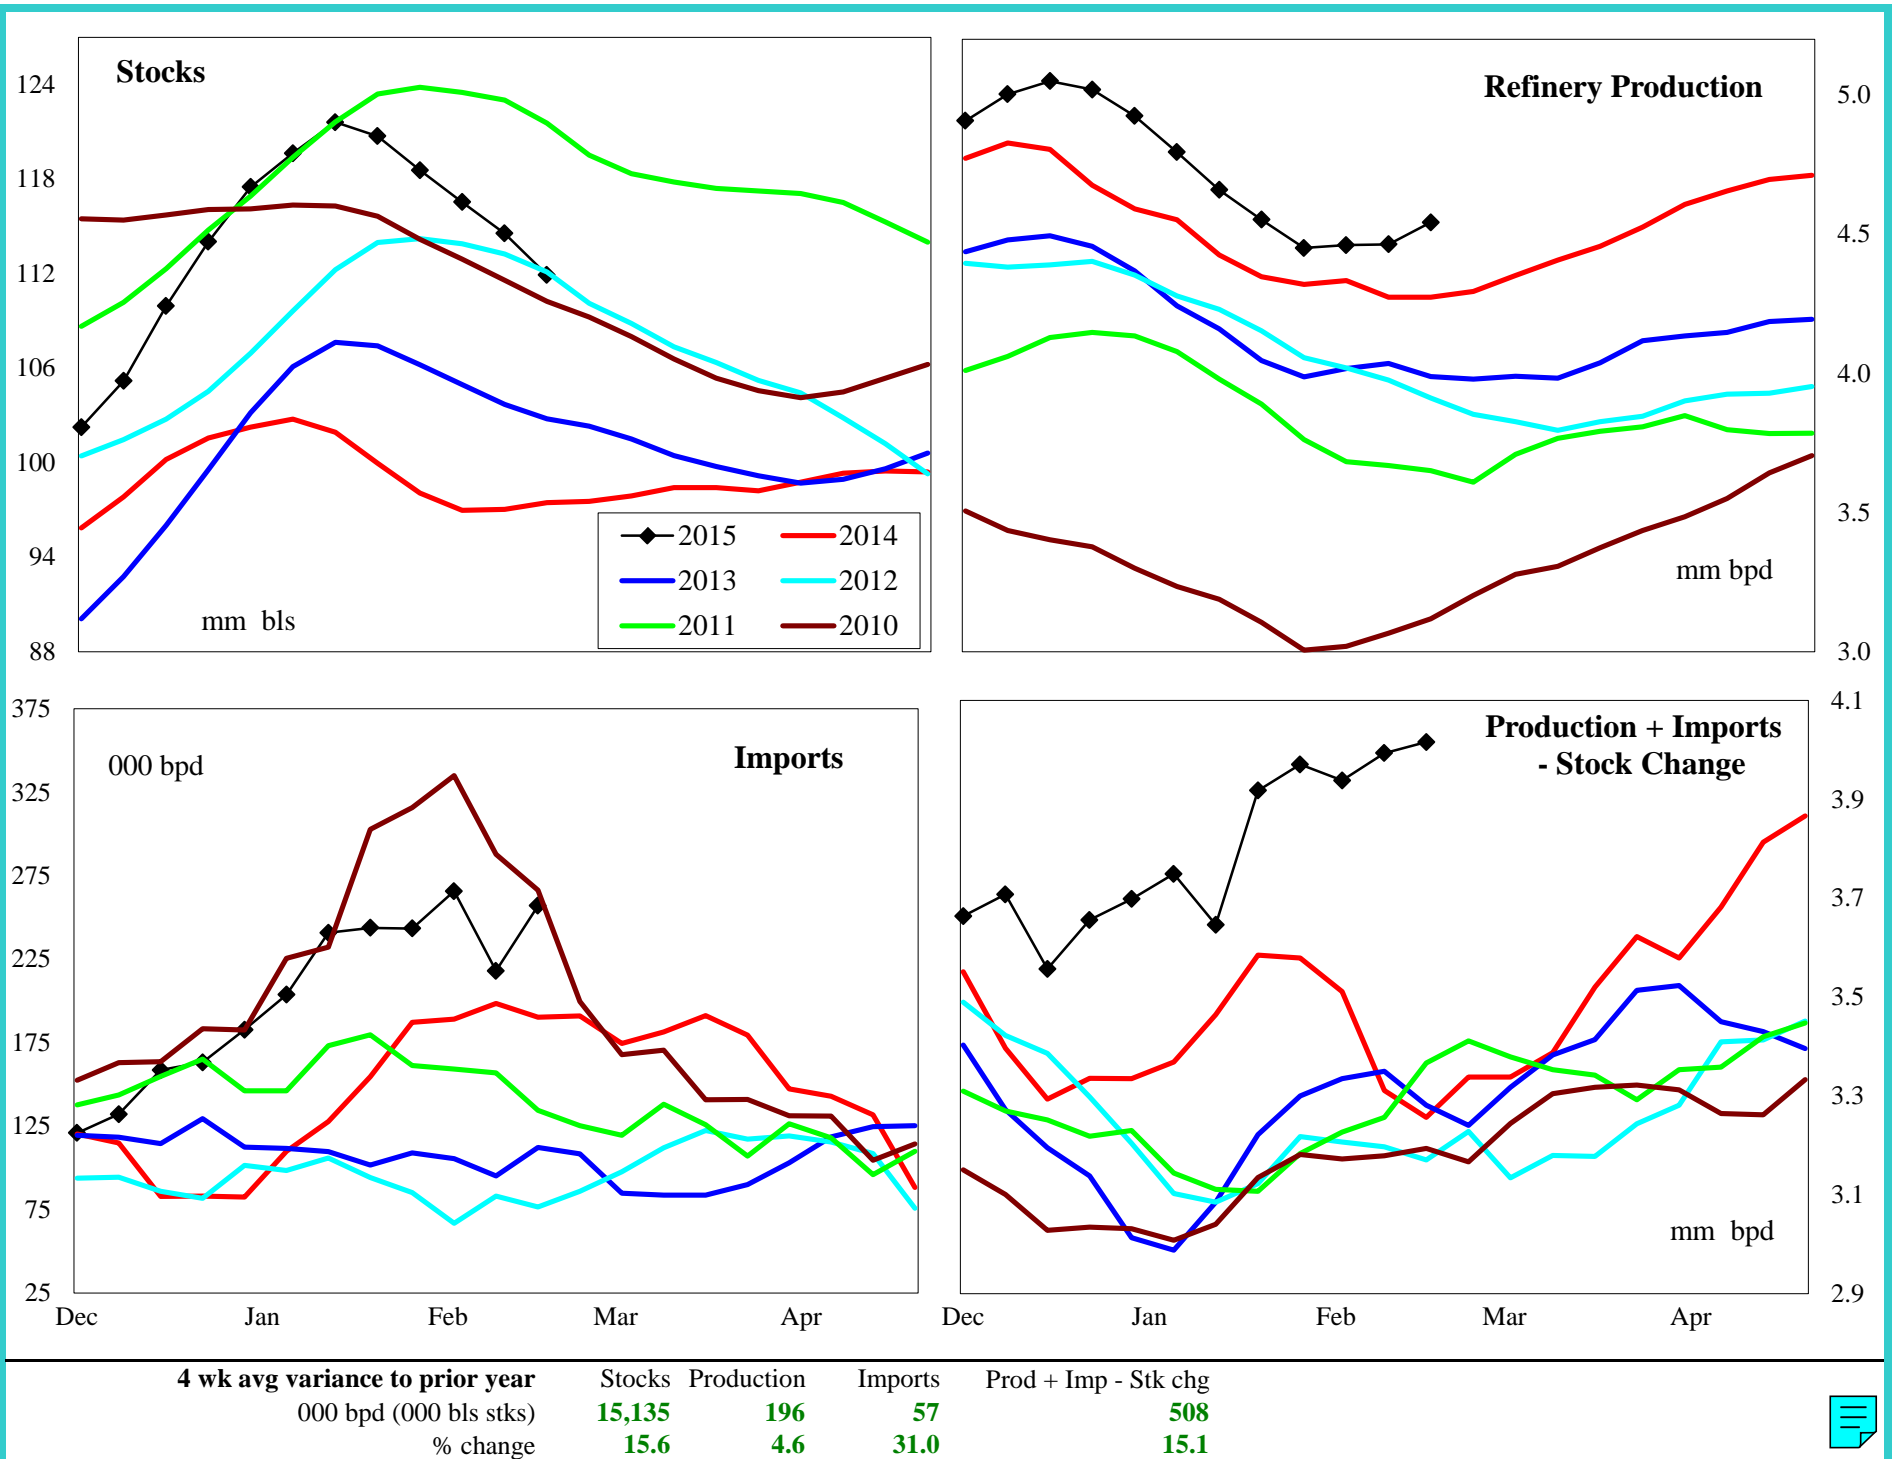 Stocks
124
118
112
106
100
94
88
mm bls
2015
2014
2013
2012
2011
2010
Refinery Production
5.0
4.5
4.0
3.5
3.0
mm bpd
375
325
275
225
175
125
75
25
000 bpd
Imports
Dec Jan Feb Mar Apr
Production + Imports
- Stock Change
4.1
3.9
3.7
3.5
3.3
3.1
2.9
mm bpd
Dec Jan Feb Mar Apr
4 wk avg variance to prior year Stocks Production Imports Prod + Imp - Stk chg
000 bpd (000 bls stks) 15,135 196 57 508
% change 15.6 4.6 31.0 15.1